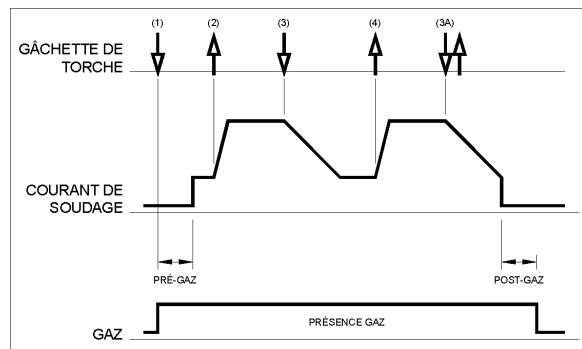 (1) (2) (3) (4) (3A)
GÂCHETTE DE
TORCHE
COURANT DE
SOUDAGE
PRÉ-GAZ POST-GAZ
PRÉSENCE GAZ
GAZ